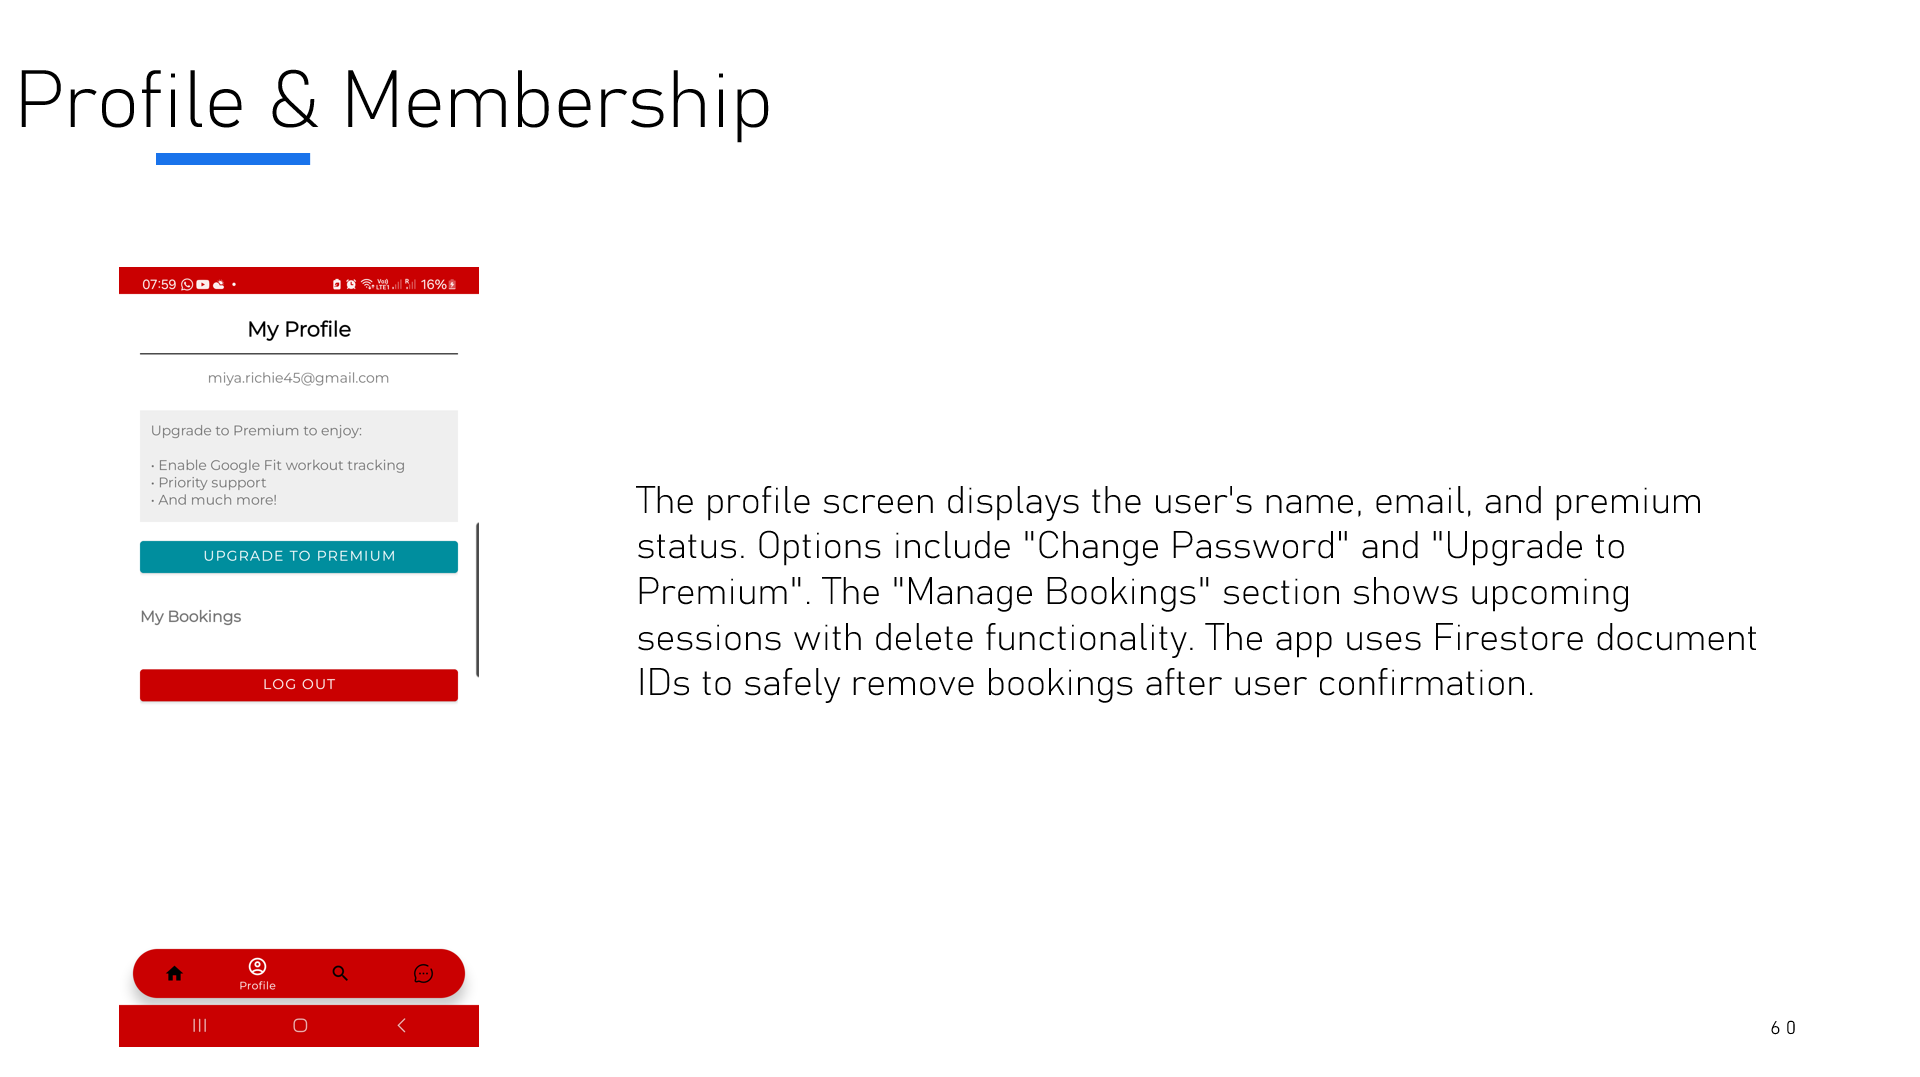 Profile & Membership
07:59
16%
My Profile
miya.richie45@gmail.com
Upgrade to Premium to enjoy:
• Enable Google Fit workout tracking
• Priority support
• And much more!
UPGRADE TO PREMIUM
My Bookings
LOG OUT
Profile
The profile screen displays the user's name, email, and premium
status. Options include "Change Password" and "Upgrade to
Premium". The "Manage Bookings" section shows upcoming
sessions with delete functionality. The app uses Firestore document
IDs to safely remove bookings after user confirmation.
60